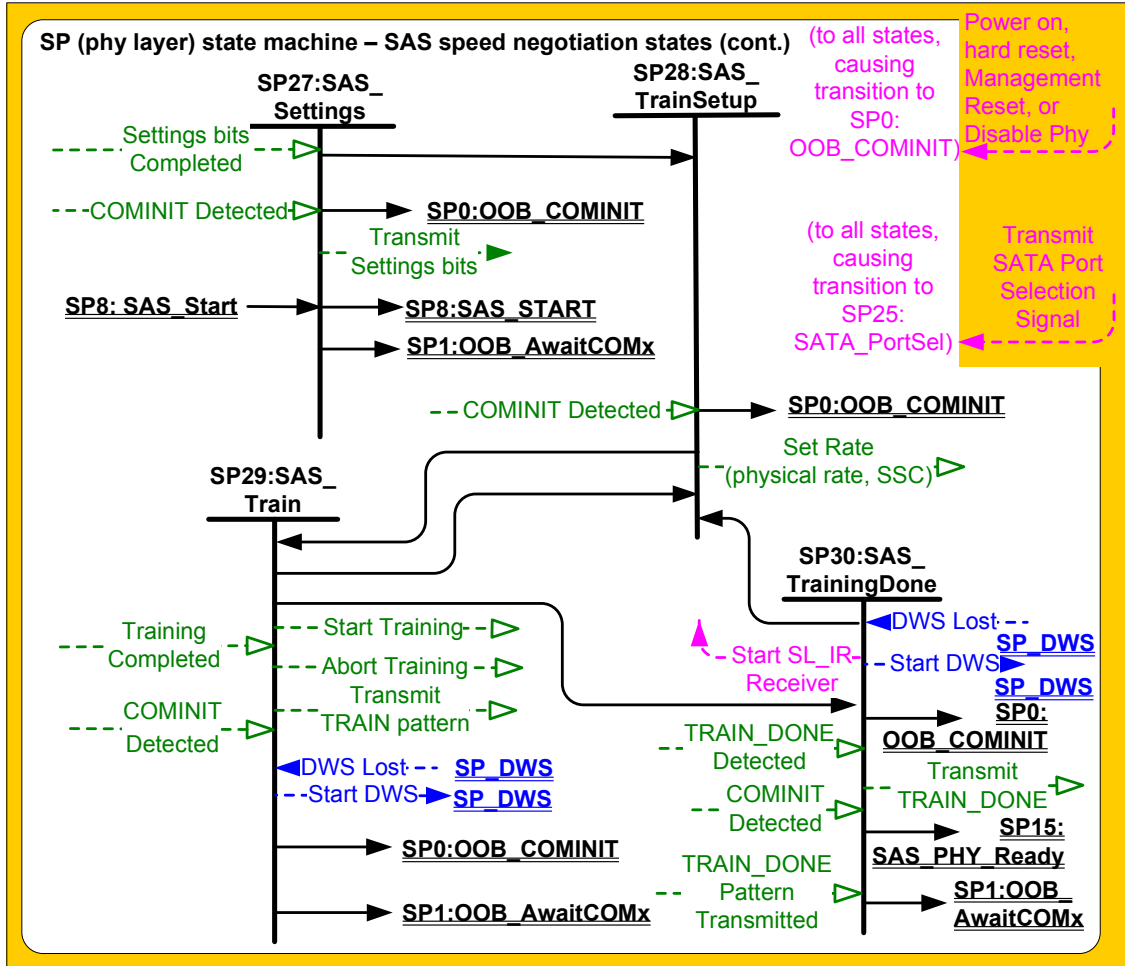 SP (phy layer) state machine – SAS speed negotiation states (cont.)
(to all states,
causing
transition to
SP0:
OOB_COMINIT)
Power on,
hard reset,
Management
Reset, or
Disable Phy
SP27:SAS_
Settings
SP28:SAS_
TrainSetup
Settings bits
Completed
COMINIT Detected
SP0:OOB_COMINIT
Transmit
Settings bits
(to all states,
causing
transition to
SP25:
SATA_PortSel)
Transmit
SATA Port
Selection
Signal
SP8: SAS_Start
SP8:SAS_START
SP1:OOB_AwaitCOMx
COMINIT Detected
SP0:OOB_COMINIT
Set Rate
(physical rate, SSC)
SP29:SAS_
Train
SP30:SAS_
TrainingDone
Training
Completed
Start Training
Abort Training
Transmit
TRAIN pattern
COMINIT
Detected
DWS Lost
SP_DWS
Start DWS
SP_DWS
SP0:OOB_COMINIT
SP1:OOB_AwaitCOMx
DWS Lost
SP_DWS
Start SL_IR
Receiver
Start DWS
SP_DWS
SP0:
OOB_COMINIT
TRAIN_DONE
Detected
Transmit
TRAIN_DONE
COMINIT
Detected
SP15:
SAS_PHY_Ready
TRAIN_DONE
Pattern
Transmitted
SP1:OOB_
AwaitCOMx